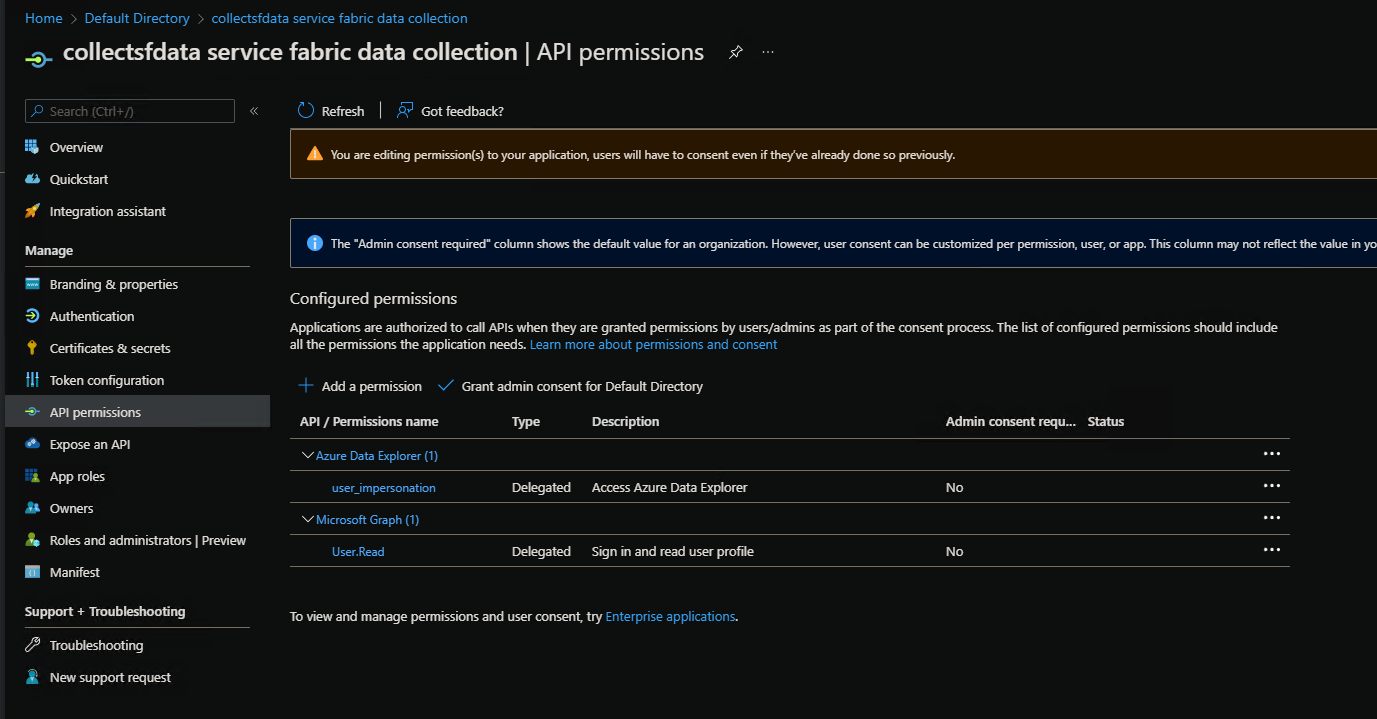 Home > Default Directory > collectsfdata service fabric data collection
collectsfdata service fabric data collection | API permissions
Search (Ctrl+/)
Overview
Quickstart
Integration assistant
Manage
Branding & properties
Authentication
Certificates & secrets
Token configuration
API permissions
Expose an API
App roles
Owners
Roles and administrators | Preview
Manifest
Support + Troubleshooting
Troubleshooting
New support request
Refresh | Got feedback?
You are editing permission(s) to your application, users will have to consent even if they've already done so previously.
The "Admin consent required" column shows the default value for an organization. However, user consent can be customized per permission, user, or app. This column may not reflect the value in yo
Configured permissions
Applications are authorized to call APIs when they are granted permissions by users/admins as part of the consent process. The list of configured permissions should include
all the permissions the application needs. Learn more about permissions and consent
Add a permission Grant admin consent for Default Directory
API / Permissions name Type Description Admin consent requ... Status
Azure Data Explorer (1)
user_impersonation Delegated Access Azure Data Explorer No
Microsoft Graph (1)
User.Read Delegated Sign in and read user profile No
To view and manage permissions and user consent, try Enterprise applications.